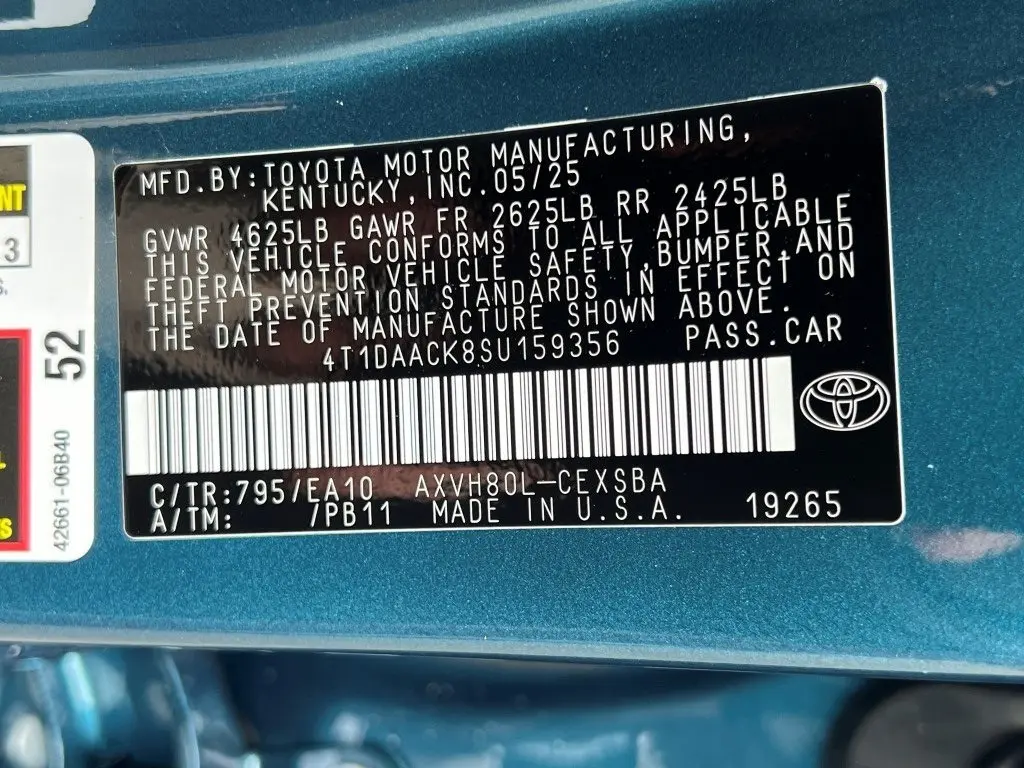 MFD.BY:TOYOTA MOTOR MANUFACTURING,
KENTUCKY, INC.05/25
GVWR 4625LB GAWR FR 2625LB RR 2425LB
THIS VEHICLE CONFORMS TO ALL APPLICABLE
FEDERAL MOTOR VEHICLE SAFETY,BUMPER,AND
THEFT PREVENTION STANDARDS IN EFFECT ON
THE DATE OF MANUFACTURE SHOWN ABOVE.
4T1DAACK8SU159356 PASS.CAR
C/TR:795/EA10 AXVH80L-CEXSBA
A/TM: /PB11 MADE IN U.S.A. 19265
NT
3
S.
52
42661-06B40
L
S